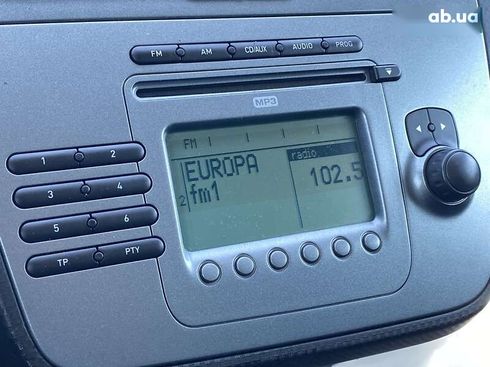 ab.ua
FM AM CD/AUX AUDIO PROG
MP3
FM
EUROPA radio
2 fm1 102.5
1 2
3 4
5 6
TP PTY